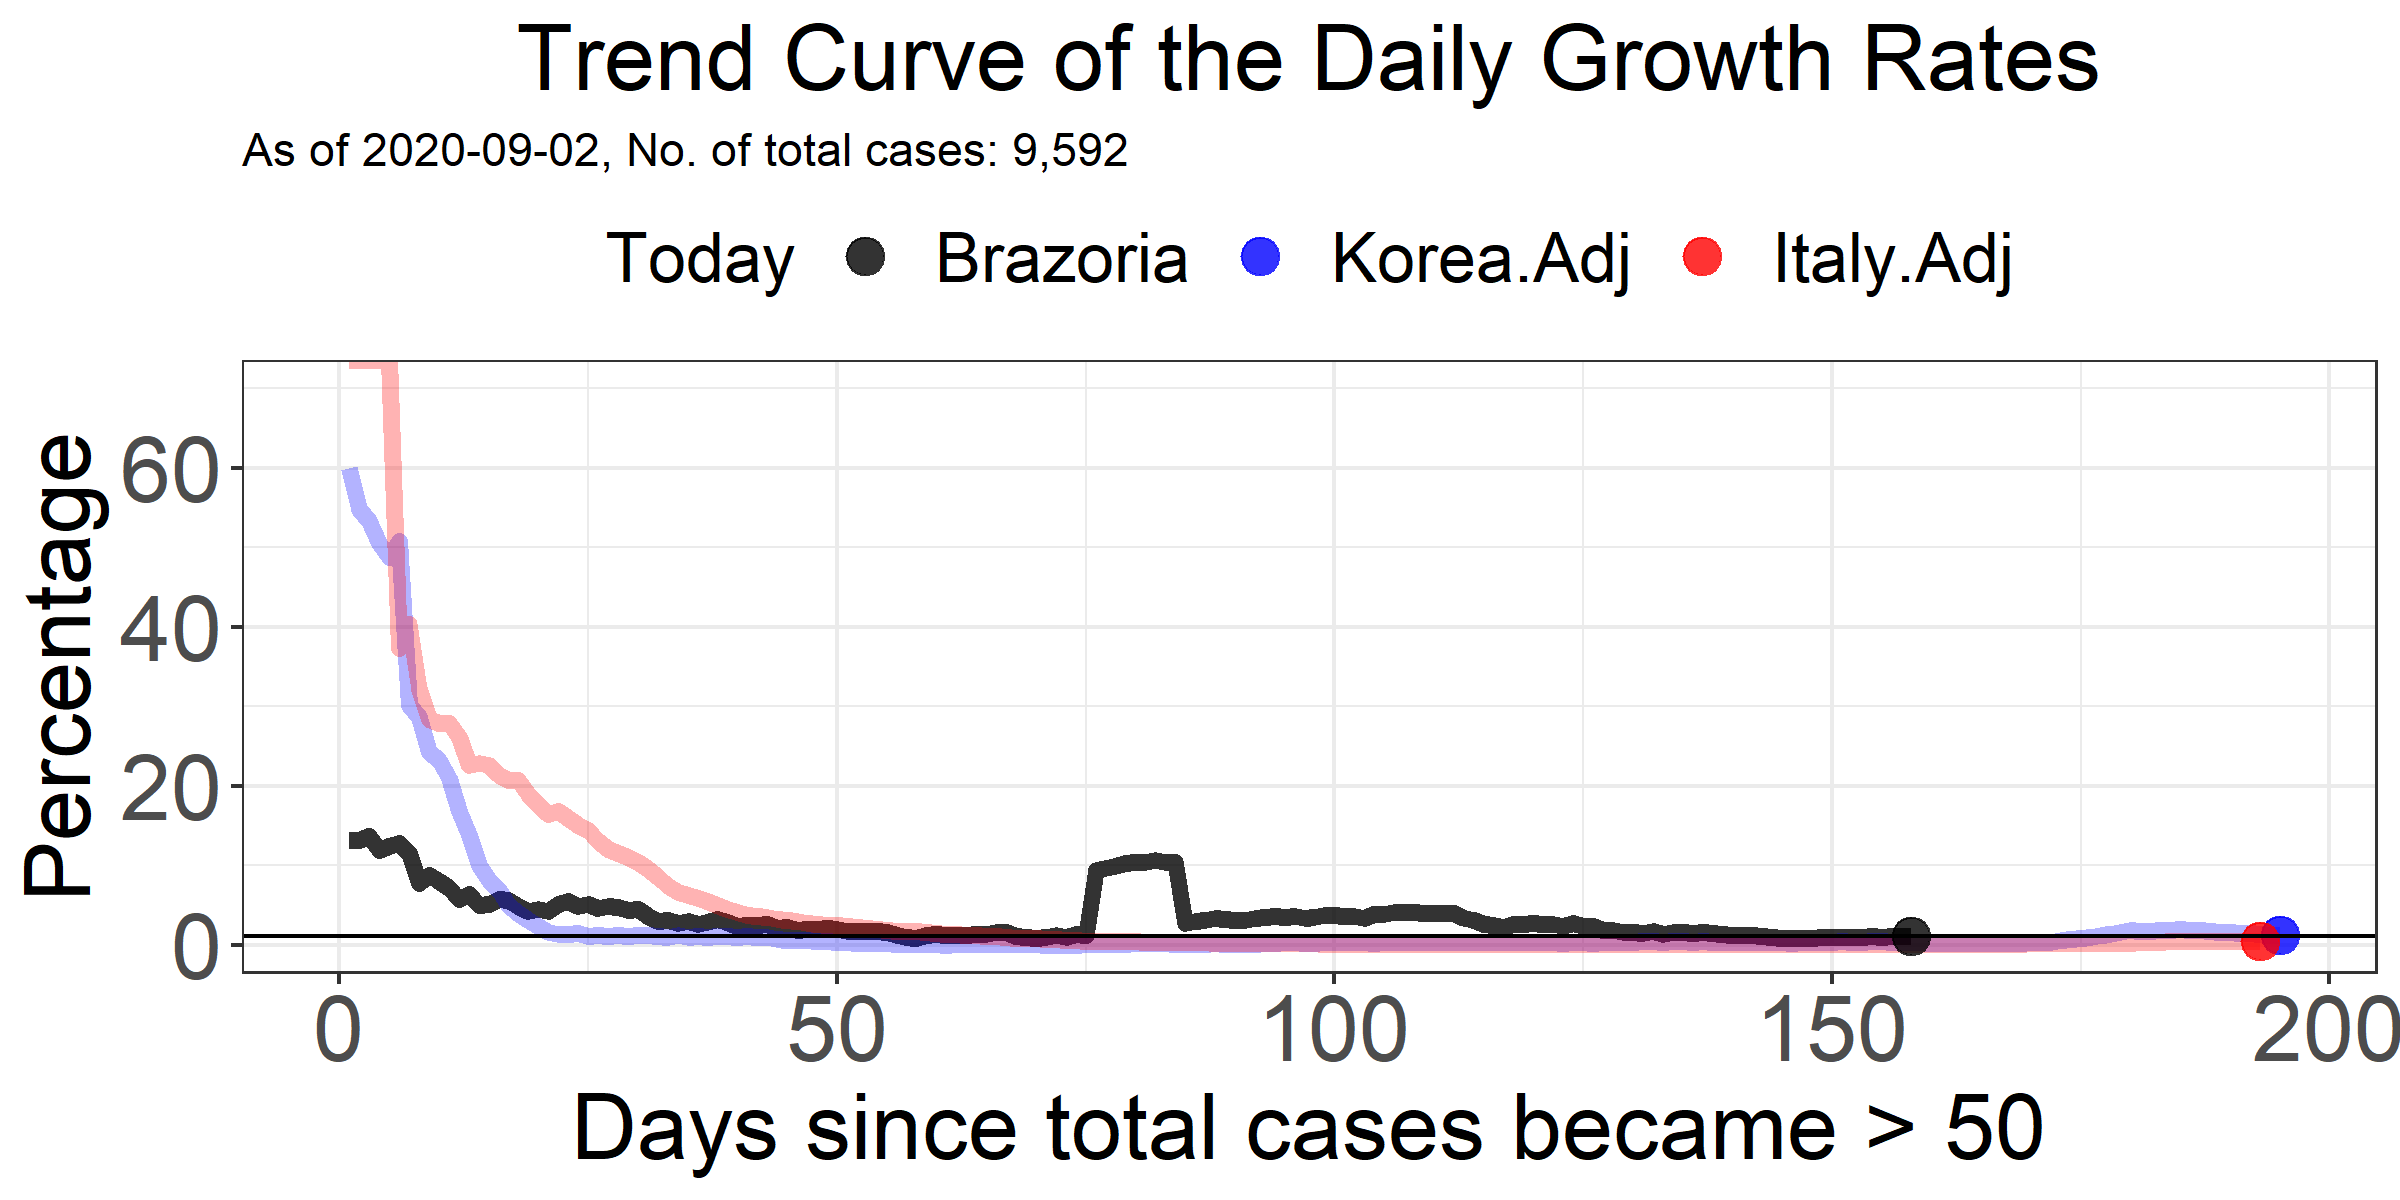 Trend Curve of the Daily Growth Rates
As of 2020-09-02, No. of total cases: 9,592
Today Brazoria Korea.Adj Italy.Adj
Percentage
60
40
20
0
0 50 100 150 200
Days since total cases became > 50